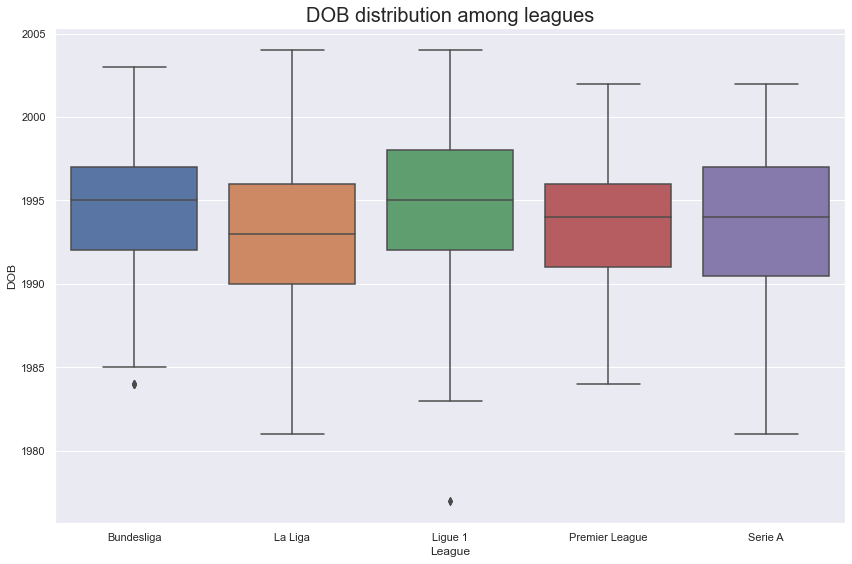 DOB distribution among leagues
2005
2000
1995
1990
1985
1980
DOB
Bundesliga
La Liga
Ligue 1
Premier League
Serie A
League